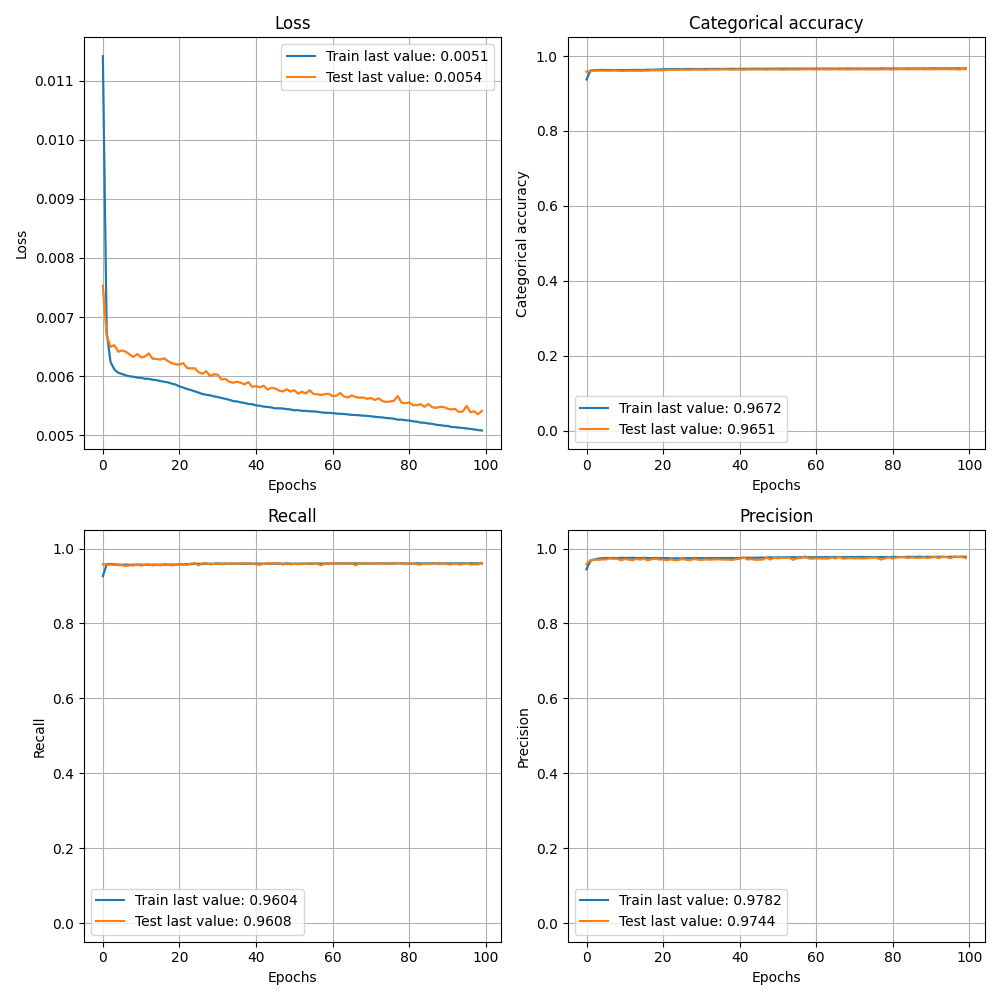 Loss
Train last value: 0.0051
Test last value: 0.0054
0.011
0.010
0.009
0.008
0.007
0.006
0.005
Loss
0 20 40 60 80 100
Epochs
Categorical accuracy
1.0
0.8
0.6
0.4
0.2
0.0
Categorical accuracy
Train last value: 0.9672
Test last value: 0.9651
0 20 40 60 80 100
Epochs
Recall
1.0
0.8
0.6
0.4
0.2
0.0
Recall
Train last value: 0.9604
Test last value: 0.9608
0 20 40 60 80 100
Epochs
Precision
1.0
0.8
0.6
0.4
0.2
0.0
Precision
Train last value: 0.9782
Test last value: 0.9744
0 20 40 60 80 100
Epochs